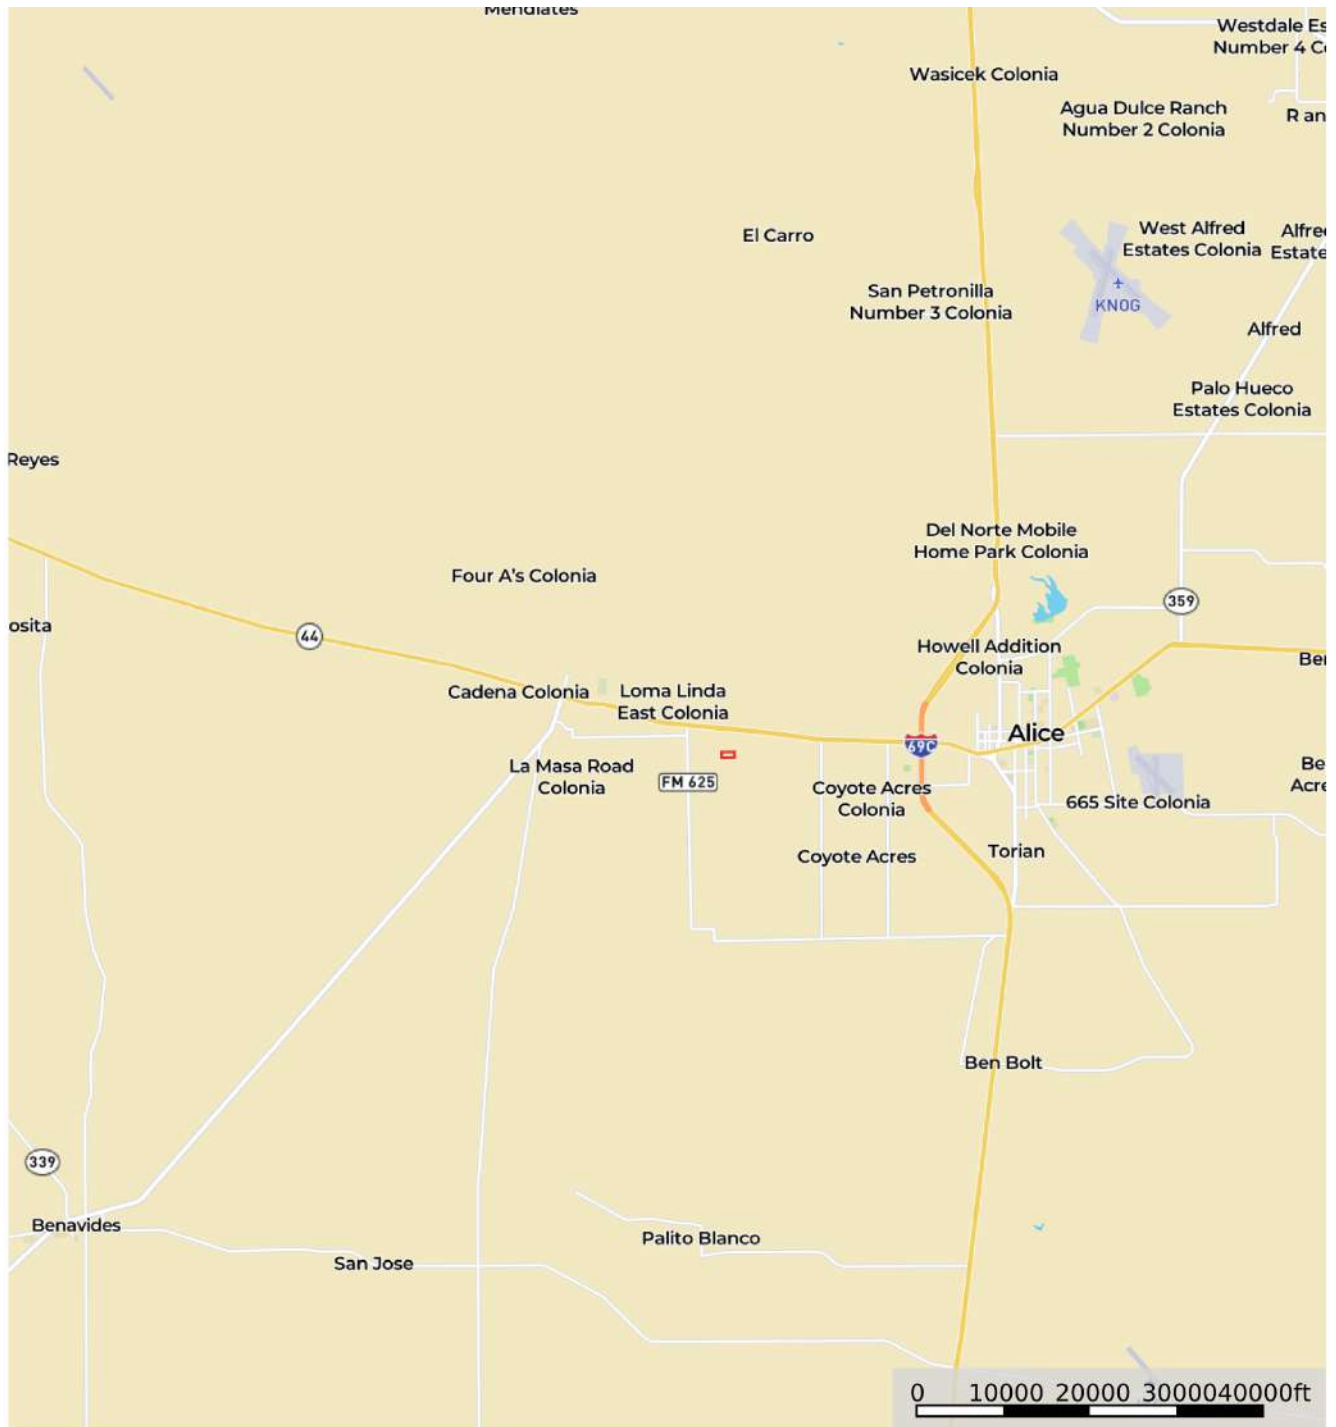 Mendiates
Westdale Es
Number 4 Co
Wasicek Colonia
Agua Dulce Ranch
Number 2 Colonia
R an
El Carro
West Alfred
Estates Colonia
Alfre
Estate
San Petronilla
Number 3 Colonia
KNOG
Alfred
Palo Hueco
Estates Colonia
Reyes
Del Norte Mobile
Home Park Colonia
Four A's Colonia
359
osita
44
Howell Addition
Colonia
Ber
Cadena Colonia
Loma Linda
East Colonia
Alice
69C
La Masa Road
Colonia
FM 625
Coyote Acres
Colonia
665 Site Colonia
Be
Acre
Coyote Acres
Torian
Ben Bolt
339
Benavides
Palito Blanco
San Jose
0 10000 20000 3000040000ft